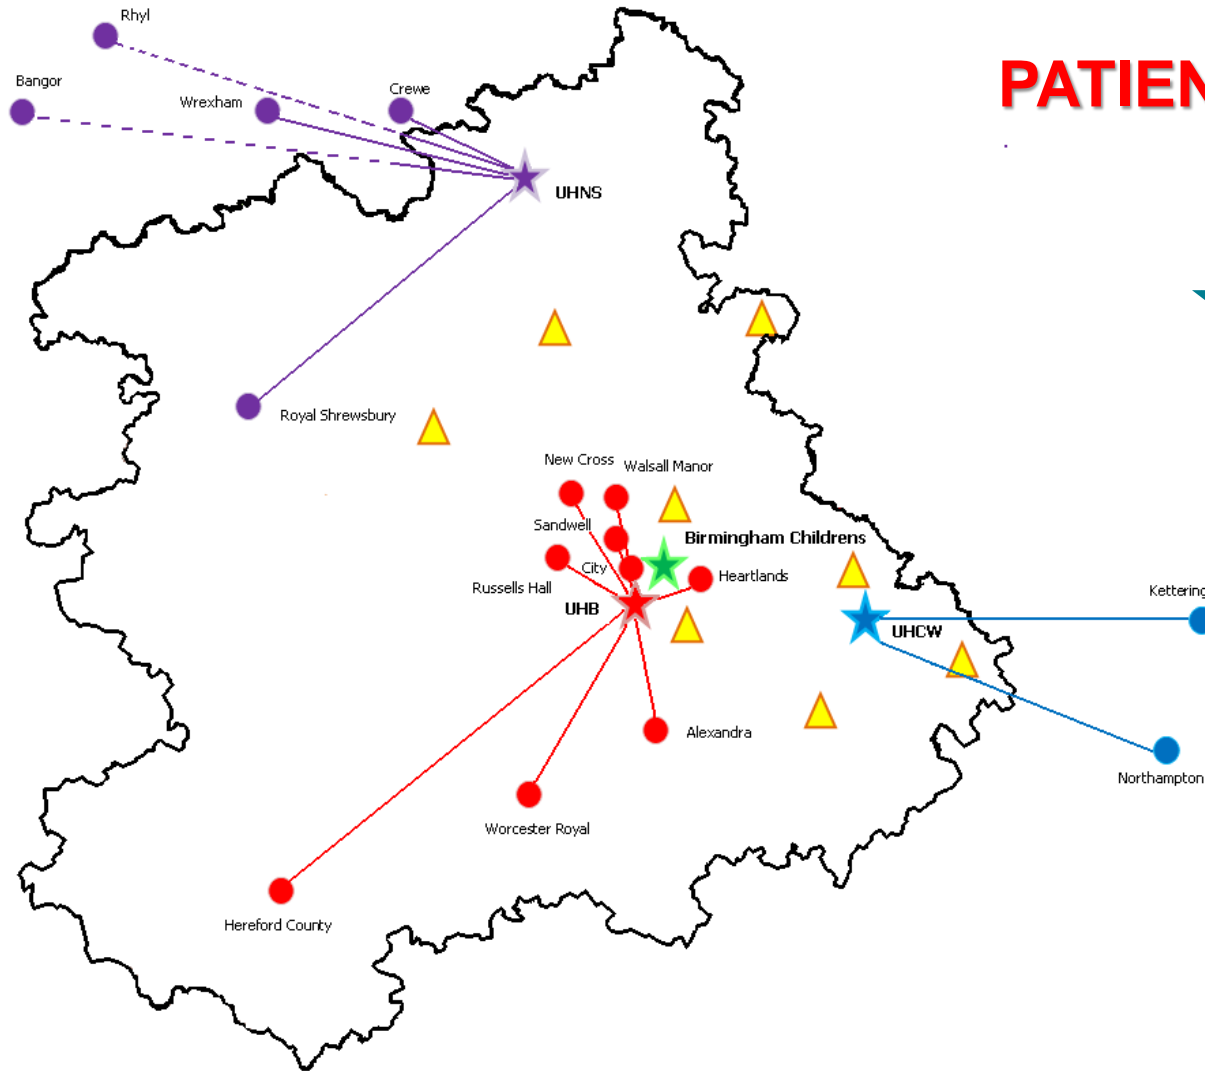 Rhyl
PATIEN
Bangor
Wrexham
Crewe
UHNS
Royal Shrewsbury
New Cross
Walsall Manor
Sandwell
Birmingham Childrens
City
Heartlands
Russells Hall
Kettering
UHB
UHCW
Alexandra
Northampton
Worcester Royal
Hereford County